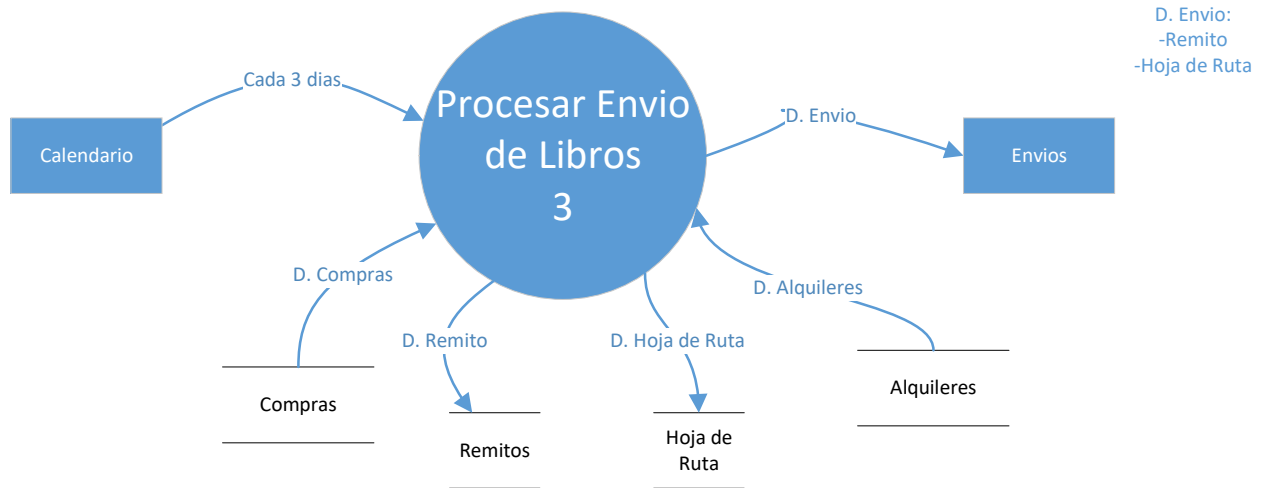 D. Envio:
-Remito
-Hoja de Ruta
Cada 3 dias
Procesar Envio
de Libros
3
D. Envio
Calendario
Envios
D. Compras
D. Alquileres
D. Remito
D. Hoja de Ruta
Compras
Remitos
Hoja de
Ruta
Alquileres